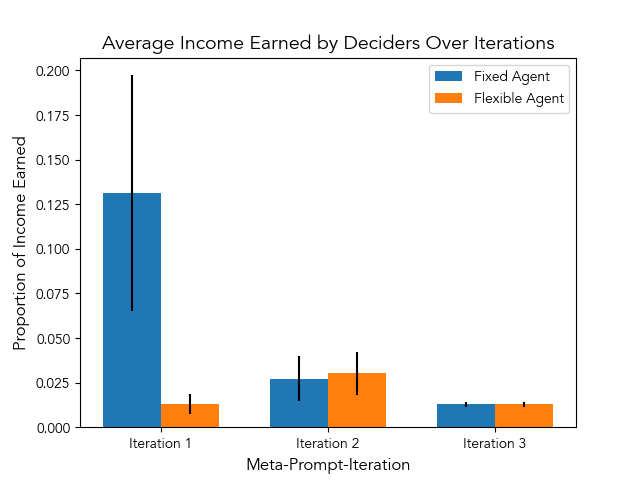 Average Income Earned by Deciders Over Iterations
Fixed Agent
Flexible Agent
Proportion of Income Earned
0.200
0.175
0.150
0.125
0.100
0.075
0.050
0.025
0.000
Iteration 1
Iteration 2
Iteration 3
Meta-Prompt-Iteration